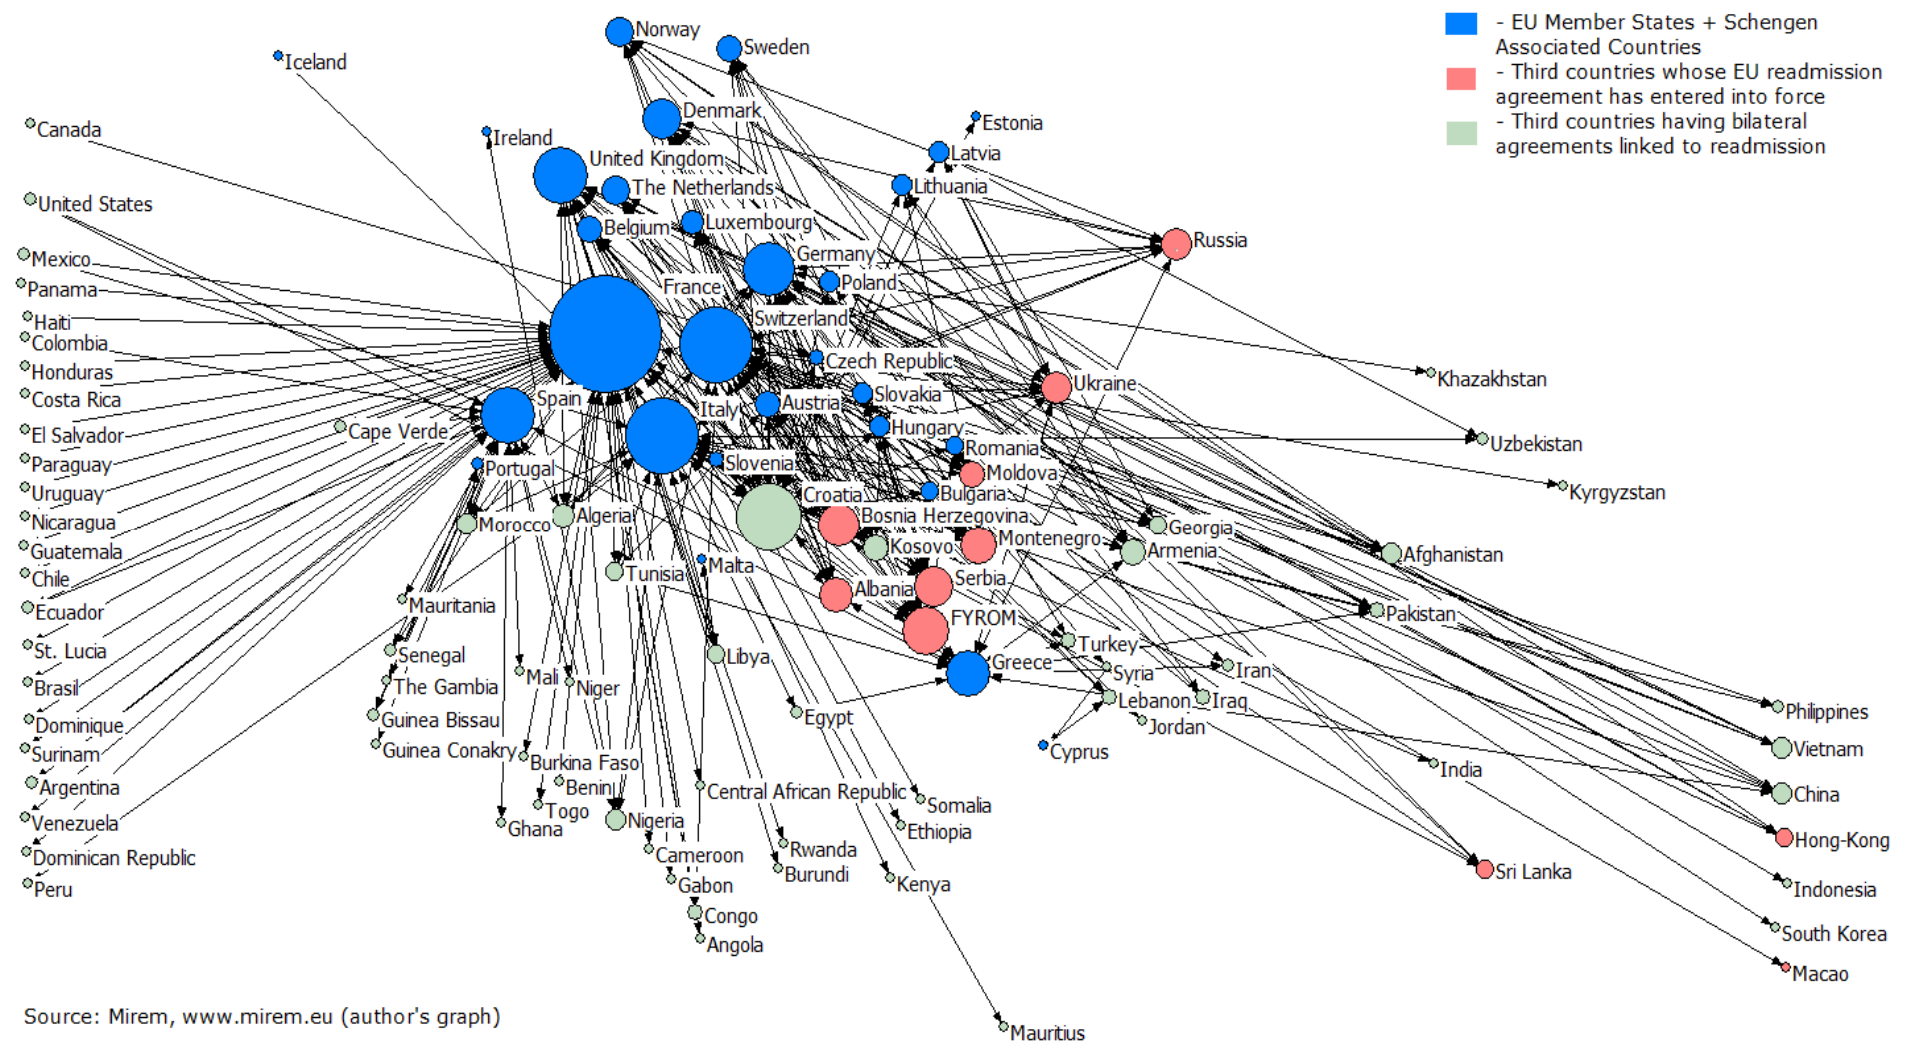 Norway
Sweden
Iceland
- EU Member States + Schengen
Associated Countries
- Third countries whose EU readmission
agreement has entered into force
- Third countries having bilateral
agreements linked to readmission
Denmark
Canada
Ireland
Estonia
Latvia
United Kingdom
The Netherlands
Lithuania
United States
Belgium
Luxembourg
Russia
Germany
Mexico
Poland
Panama
France
Haiti
Switzerland
Colombia
Czech Republic
Honduras
Khazakhstan
Ukraine
Costa Rica
Spain
Italy
Austria
Slovakia
El Salvador
Cape Verde
Hungary
Uzbekistan
Romania
Paraguay
Portugal
Slovenia
Moldova
Uruguay
Croatia
Bulgaria
Kyrgyzstan
Nicaragua
Morocco
Algeria
Bosnia Herzegovina
Georgia
Guatemala
Kosovo
Montenegro
Armenia
Afghanistan
Chile
Tunisia
Malta
Albania
Serbia
Ecuador
Mauritania
FYROM
Pakistan
St. Lucia
Senegal
Libya
Turkey
Greece
Syria
Iran
Brasil
The Gambia
Mali
Niger
Lebanon
Iraq
Dominique
Guinea Bissau
Egypt
Jordan
Philippines
Surinam
Guinea Conakry
Burkina Faso
Cyprus
Vietnam
Argentina
Benin
Central African Republic
India
China
Venezuela
Togo
Ghana
Nigeria
Somalia
Ethiopia
Hong-Kong
Dominican Republic
Cameroon
Rwanda
Burundi
Sri Lanka
Peru
Gabon
Kenya
Indonesia
Congo
South Korea
Angola
Macao
Source: Mirem, www.mirem.eu (author's graph)
Mauritius